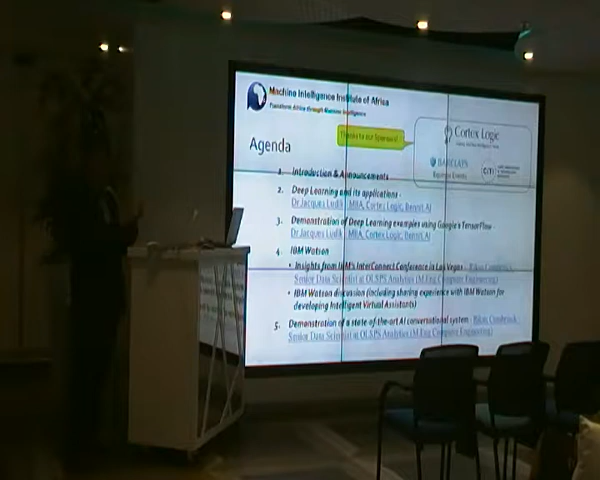 Machine Intelligence Institute of Africa
Transform Africa through Machine Intelligence
Thanks to our Sponsors!
Cortex Logic
BARCLAYS
CiTi
Agenda
1. Introduction & Announcements
2. Deep Learning and its applications -
Dr Jacques Ludik, MIIA, Cortex Logic, Bennit.AI
3. Demonstration of Deep Learning examples using Google's TensorFlow
Dr Jacques Ludik, MIIA, Cortex Logic, Bennit.AI
4. IBM Watson
• Insights from IBM's InterConnect Conference in Las Vegas -
Senior Data Scientist at OLSPS Analytics (M.Eng Computer Engineering)
• IBM Watson discussion (including sharing experience with IBM Watson for
developing Intelligent Virtual Assistants)
5. Demonstration of a state-of-the-art AI conversational system -
Senior Data Scientist at OLSPS Analytics (M.Eng Computer Engineering)